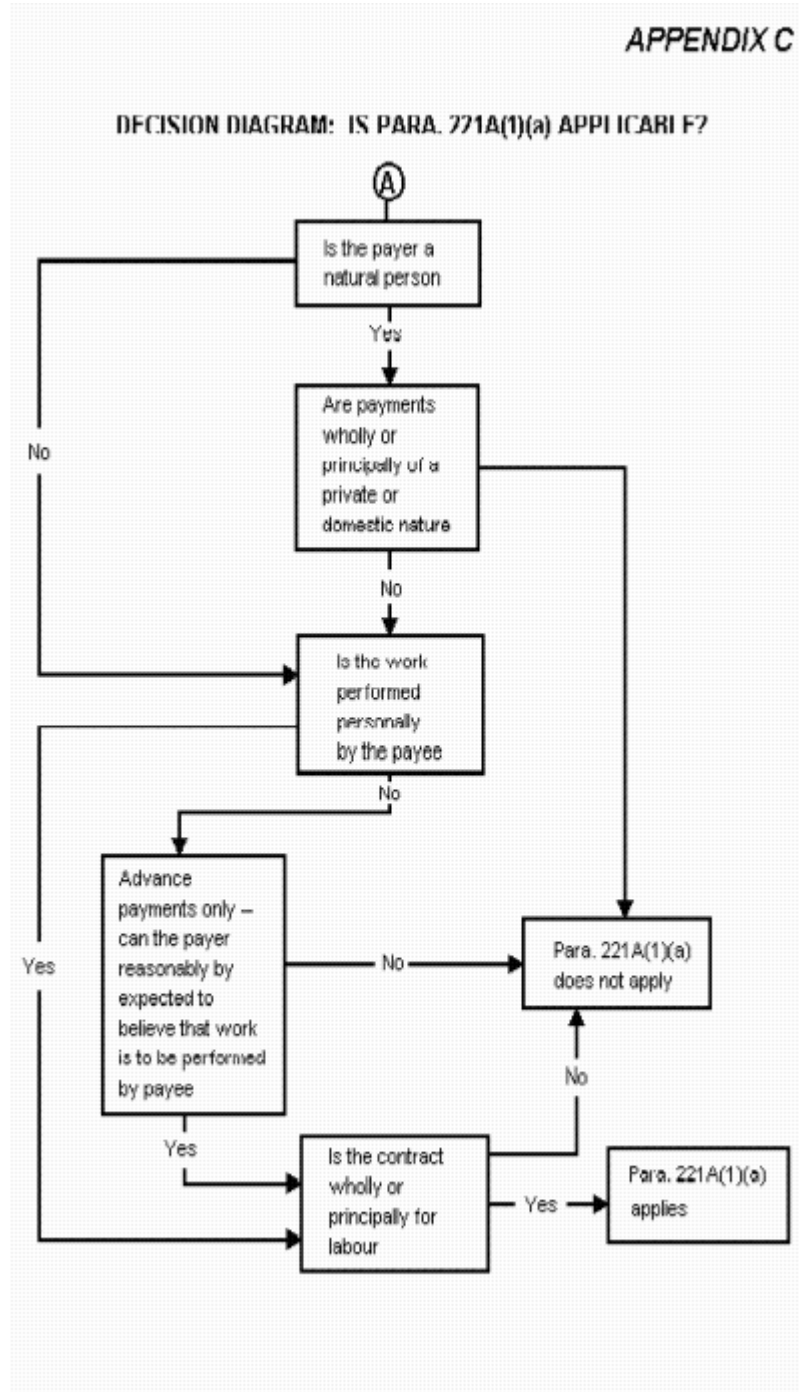 APPENDIX C
DECISION DIAGRAM: IS PARA. 221A(1)(a) APPLICABLE?
A
Is the payer a
natural person
Yes
Are payments
wholly or
principally of a
private or
domestic nature
No
No
Is the work
performed
personally
by the payee
No
Advance
payments only –
can the payer
reasonably by
expected to
believe that work
is to be performed
by payee
No
Para. 221A(1)(a)
does not apply
Yes
No
Yes
Is the contract
wholly or
principally for
labour
Yes
Para. 221A(1)(a)
applies